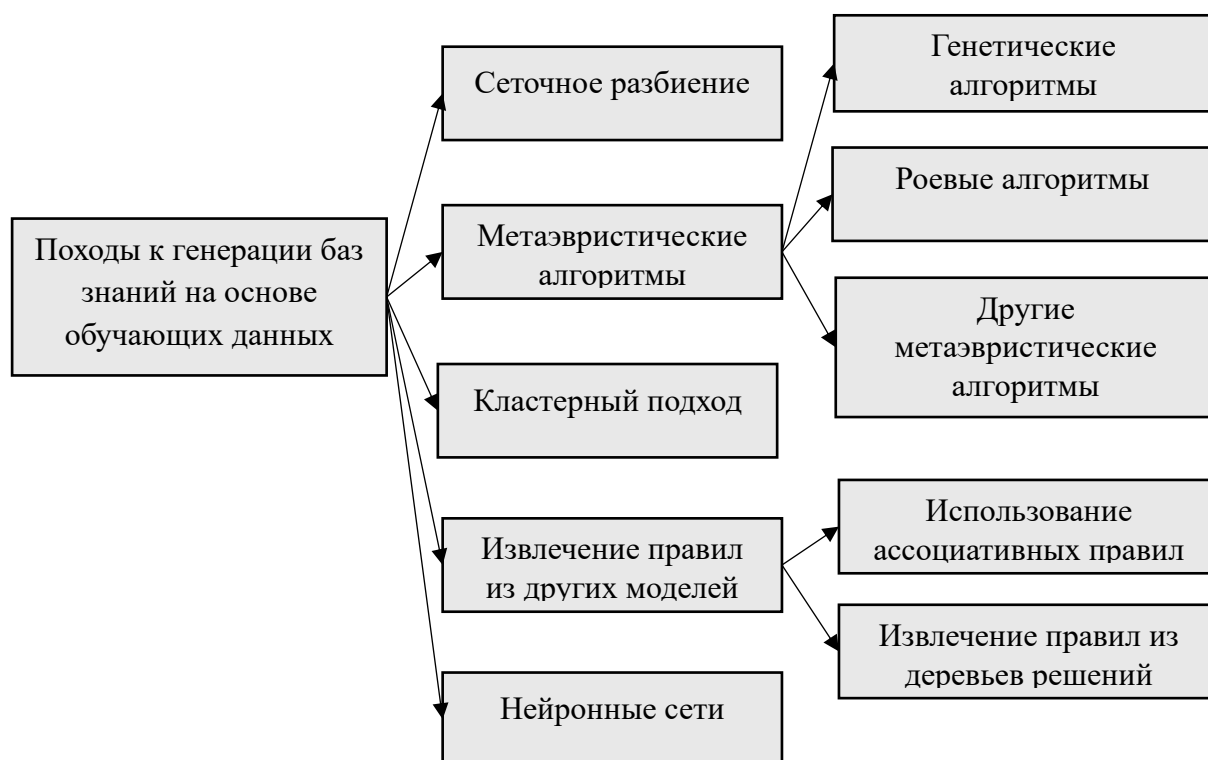 Походы к генерации баз
знаний на основе
обучающих данных
Сеточное разбиение
Метаэвристические
алгоритмы
Кластерный подход
Извлечение правил
из других моделей
Нейронные сети
Генетические
алгоритмы
Роевые алгоритмы
Другие
метаэвристические
алгоритмы
Использование
ассоциативных правил
Извлечение правил из
деревьев решений